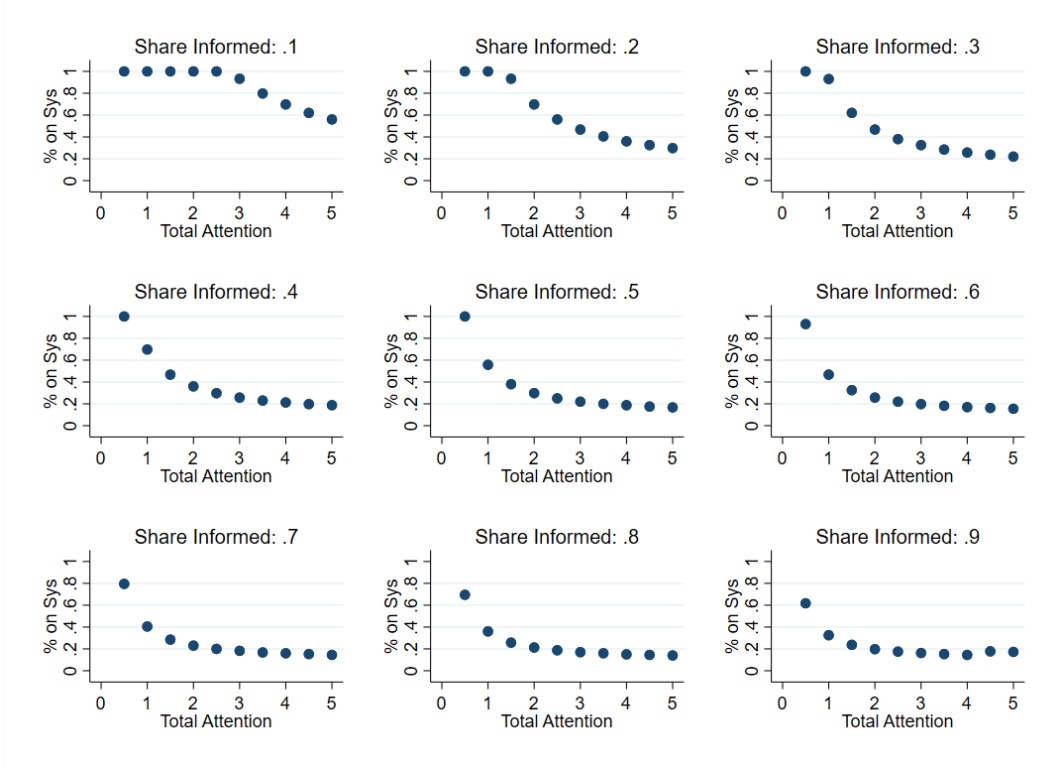 Share Informed: .1
% on Sys
0 .2 .4 .6 .8 1
0 1 2 3 4 5
Total Attention
Share Informed: .2
% on Sys
0 .2 .4 .6 .8 1
0 1 2 3 4 5
Total Attention
Share Informed: .3
% on Sys
0 .2 .4 .6 .8 1
0 1 2 3 4 5
Total Attention
Share Informed: .4
% on Sys
0 .2 .4 .6 .8 1
0 1 2 3 4 5
Total Attention
Share Informed: .5
% on Sys
0 .2 .4 .6 .8 1
0 1 2 3 4 5
Total Attention
Share Informed: .6
% on Sys
0 .2 .4 .6 .8 1
0 1 2 3 4 5
Total Attention
Share Informed: .7
% on Sys
0 .2 .4 .6 .8 1
0 1 2 3 4 5
Total Attention
Share Informed: .8
% on Sys
0 .2 .4 .6 .8 1
0 1 2 3 4 5
Total Attention
Share Informed: .9
% on Sys
0 .2 .4 .6 .8 1
0 1 2 3 4 5
Total Attention